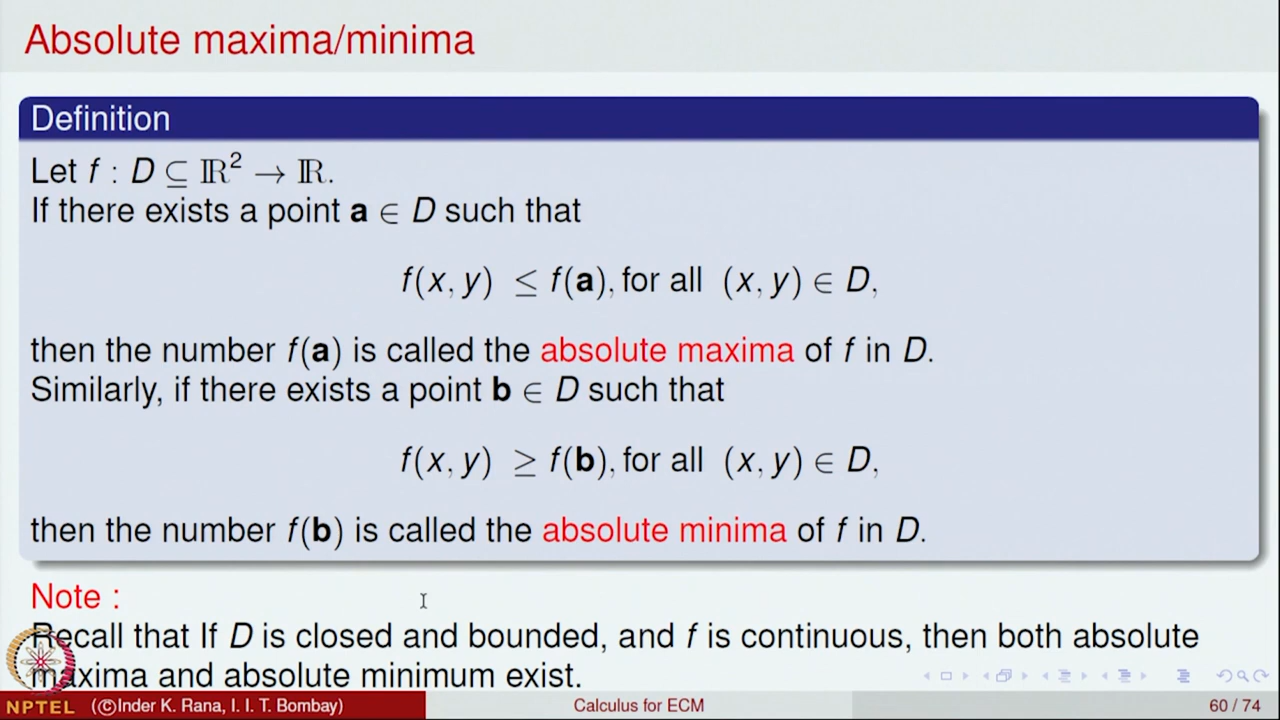 Absolute maxima/minima
Definition
Let f : D ⊆ ℝ² → ℝ.
If there exists a point a ∈ D such that
f(x, y) ≤ f(a), for all (x, y) ∈ D,
then the number f(a) is called the absolute maxima of f in D.
Similarly, if there exists a point b ∈ D such that
f(x, y) ≥ f(b), for all (x, y) ∈ D,
then the number f(b) is called the absolute minima of f in D.
Note :
Recall that If D is closed and bounded, and f is continuous, then both absolute
maxima and absolute minimum exist.
NPTEL (©Inder K. Rana, I. I. T. Bombay) Calculus for ECM 60 / 74